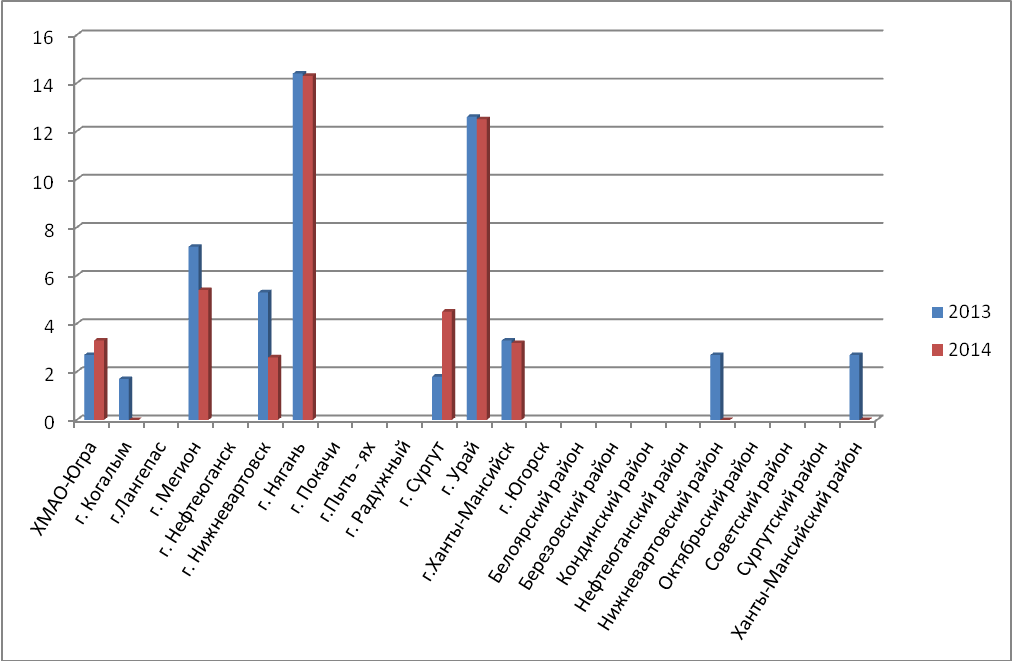 16
14
12
10
8
6
4
2
0
ХМАО-Югра
г. Когалым
г.Лангепас
г. Мегион
г. Нефтеюганск
г. Нижневартовск
г. Нягань
г. Покачи
г.Пыть - ях
г. Радужный
г. Сургут
г. Урай
г.Ханты-Мансийск
г. Югорск
Белоярский район
Березовский район
Кондинский район
Нефтеюганский район
Нижневартовский район
Октябрьский район
Советский район
Сургутский район
Ханты-Мансийский район
2013
2014